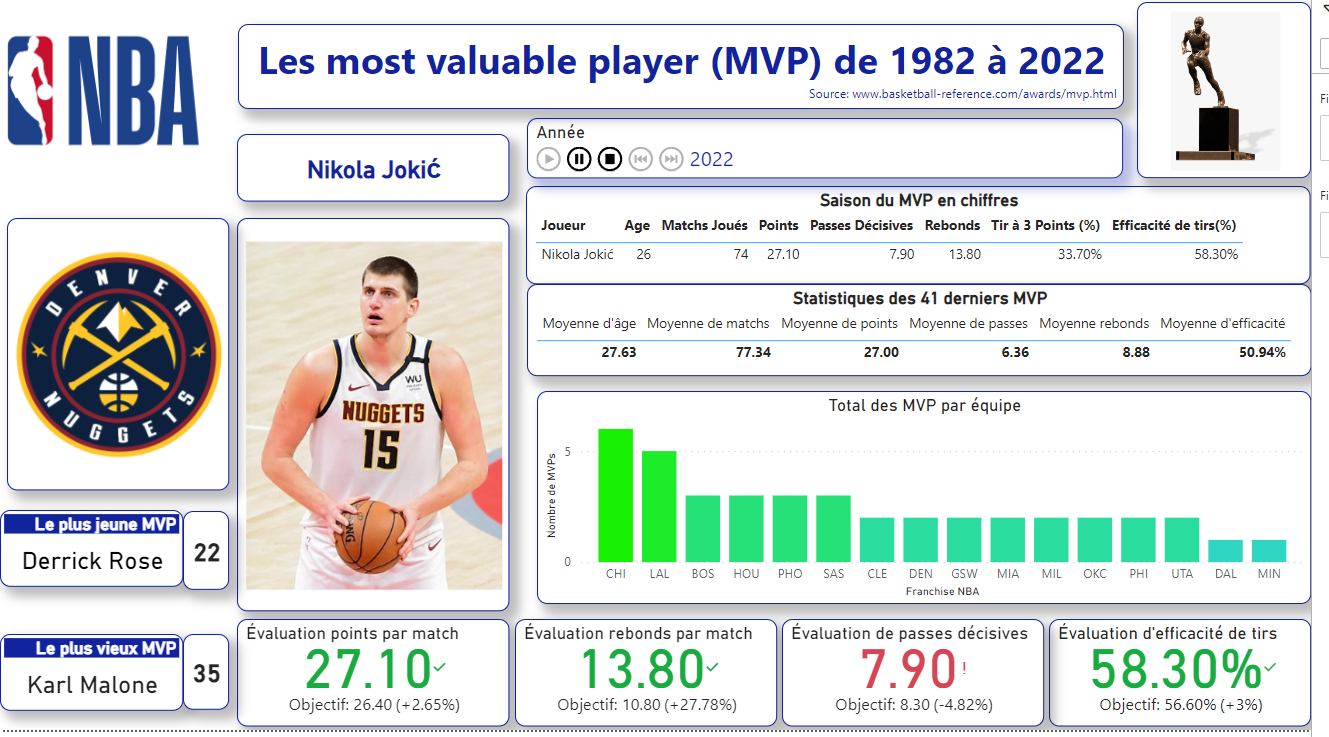 NBA
Les most valuable player (MVP) de 1982 à 2022
Source: www.basketball-reference.com/awards/mvp.html
Nikola Jokić
Année
2022
Saison du MVP en chiffres
Joueur Age Matchs Joués Points Passes Décisives Rebonds Tir à 3 Points (%) Efficacité de tirs(%)
Nikola Jokić 26 74 27.10 7.90 13.80 33.70% 58.30%
Statistiques des 41 derniers MVP
Moyenne d'âge Moyenne de matchs Moyenne de points Moyenne de passes Moyenne rebonds Moyenne d'efficacité
27.63 77.34 27.00 6.36 8.88 50.94%
DENVER
NUGGETS
WU
NUGGETS
15
Total des MVP par équipe
Nombre de MVPs
5
0
CHI LAL BOS HOU PHO SAS CLE DEN GSW MIA MIL OKC PHI UTA DAL MIN
Franchise NBA
Le plus jeune MVP
Derrick Rose
22
Le plus vieux MVP
Karl Malone
35
Évaluation points par match
27.10
Objectif: 26.40 (+2.65%)
Évaluation rebonds par match
13.80
Objectif: 10.80 (+27.78%)
Évaluation de passes décisives
7.90!
Objectif: 8.30 (-4.82%)
Évaluation d'efficacité de tirs
58.30%
Objectif: 56.60% (+3%)
Fi
Fi